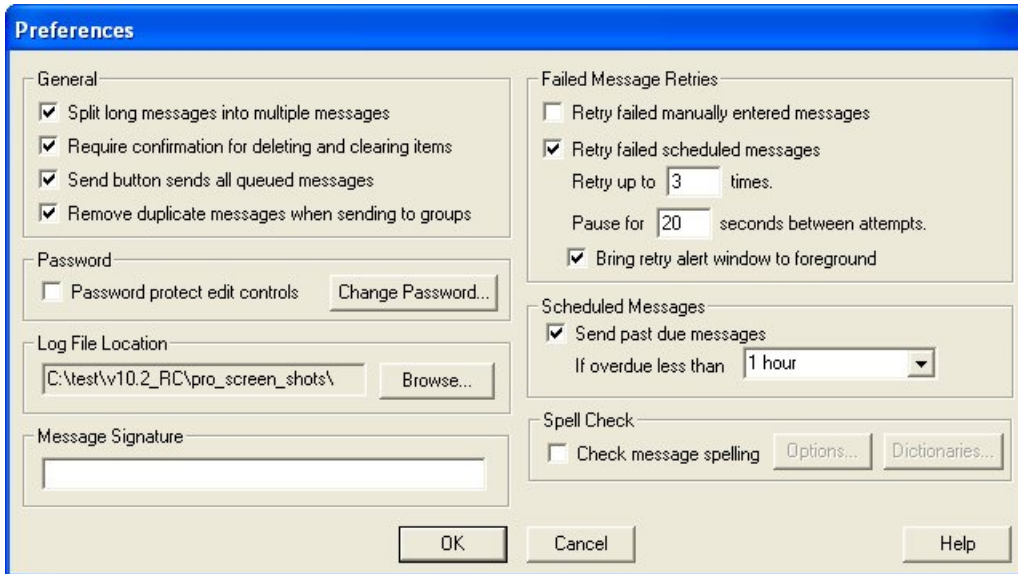 Preferences
General
Split long messages into multiple messages
Require confirmation for deleting and clearing items
Send button sends all queued messages
Remove duplicate messages when sending to groups
Password
Password protect edit controls
Change Password...
Log File Location
C:\test\v10.2_RC\pro_screen_shots\
Browse...
Message Signature
Failed Message Retries
Retry failed manually entered messages
Retry failed scheduled messages
Retry up to 3 times.
Pause for 20 seconds between attempts.
Bring retry alert window to foreground
Scheduled Messages
Send past due messages
If overdue less than 1 hour
Spell Check
Check message spelling
Options...
Dictionaries...
OK
Cancel
Help